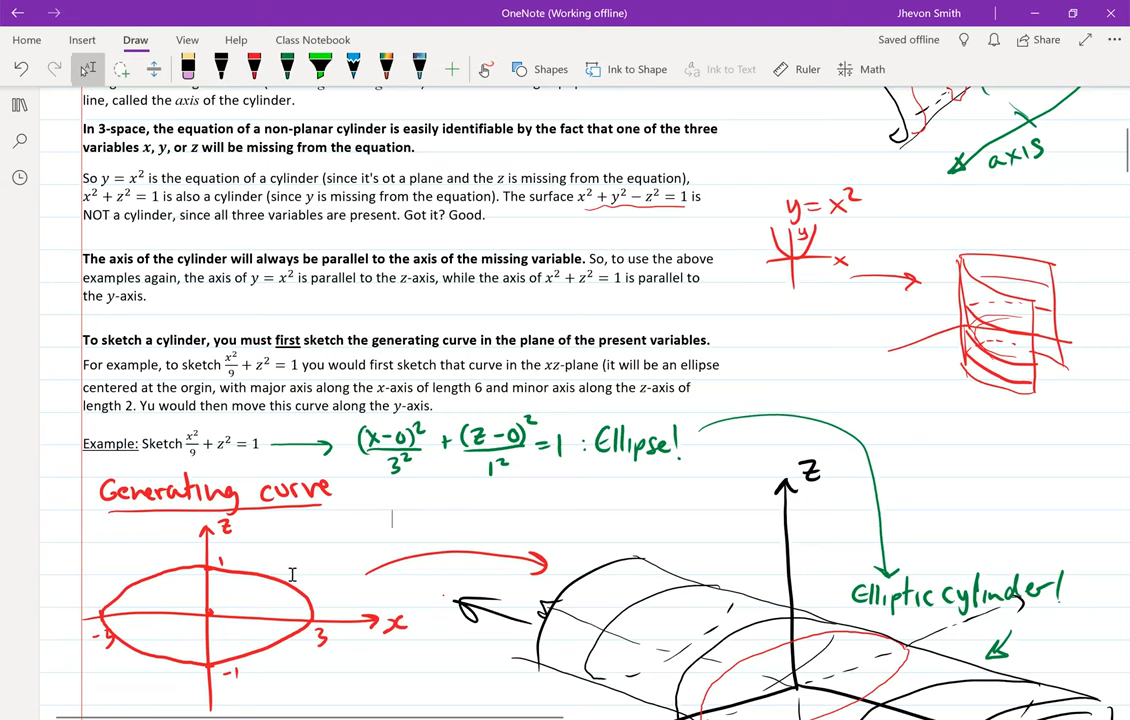 OneNote (Working offline)
Jhevon Smith
Home Insert Draw View Help Class Notebook
Saved offline
Share
Shapes
Ink to Shape
Ink to Text
Ruler
Math
line, called the axis of the cylinder.
In 3-space, the equation of a non-planar cylinder is easily identifiable by the fact that one of the three
variables x, y, or z will be missing from the equation.
So y = x² is the equation of a cylinder (since it's ot a plane and the z is missing from the equation),
x² + z² = 1 is also a cylinder (since y is missing from the equation). The surface x² + y² − z² = 1 is
NOT a cylinder, since all three variables are present. Got it? Good.
The axis of the cylinder will always be parallel to the axis of the missing variable. So, to use the above
examples again, the axis of y = x² is parallel to the z-axis, while the axis of x² + z² = 1 is parallel to
the y-axis.
To sketch a cylinder, you must first sketch the generating curve in the plane of the present variables.
For example, to sketch x²/9 + z² = 1 you would first sketch that curve in the xz-plane (it will be an ellipse
centered at the orgin, with major axis along the x-axis of length 6 and minor axis along the z-axis of
length 2. Yu would then move this curve along the y-axis.
Example: Sketch x²/9 + z² = 1
(x-0)²/3² + (z-0)²/1² = 1 : Ellipse!
axis
y = x²
y
x
Generating curve
z
1
-3
3
x
-1
z
Elliptic cylinder!